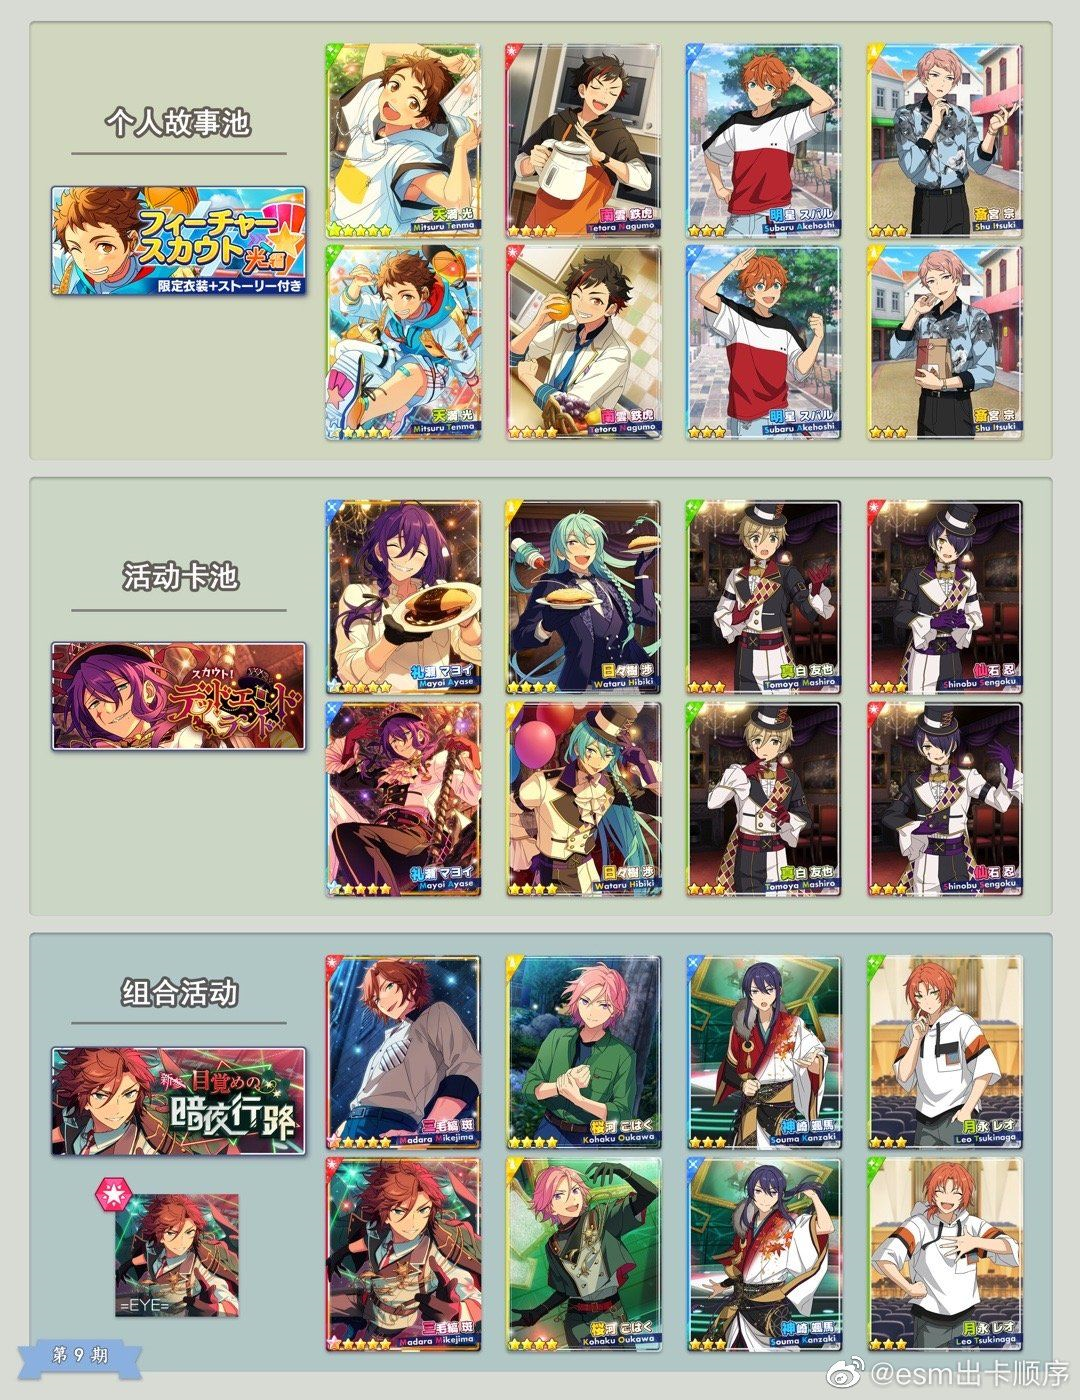 个人故事池
フィーチャー
スカウト 光 編
限定衣装+ストーリー付き
天満 光
Mitsuru Tenma
南雲 鉄虎
Tetora Nagumo
明星 スバル
Subaru Akehoshi
斎宮 宗
Shu Itsuki
天満 光
Mitsuru Tenma
南雲 鉄虎
Tetora Nagumo
明星 スバル
Subaru Akehoshi
斎宮 宗
Shu Itsuki
活动卡池
スカウト!
デッドエンド
ランド
礼瀬 マヨイ
Mayoi Ayase
日々樹 渉
Wataru Hibiki
真白 友也
Tomoya Mashiro
仙石 忍
Shinobu Sengoku
礼瀬 マヨイ
Mayoi Ayase
日々樹 渉
Wataru Hibiki
真白 友也
Tomoya Mashiro
仙石 忍
Shinobu Sengoku
组合活动
新生 目覚めの
暗夜行路
=EYE=
三毛縞 斑
Madara Mikejima
桜河 こはく
Kohaku Oukawa
神崎 颯馬
Souma Kanzaki
月永 レオ
Leo Tsukinaga
三毛縞 斑
Madara Mikejima
桜河 こはく
Kohaku Oukawa
神崎 颯馬
Souma Kanzaki
月永 レオ
Leo Tsukinaga
第 9 期
@esm出卡顺序